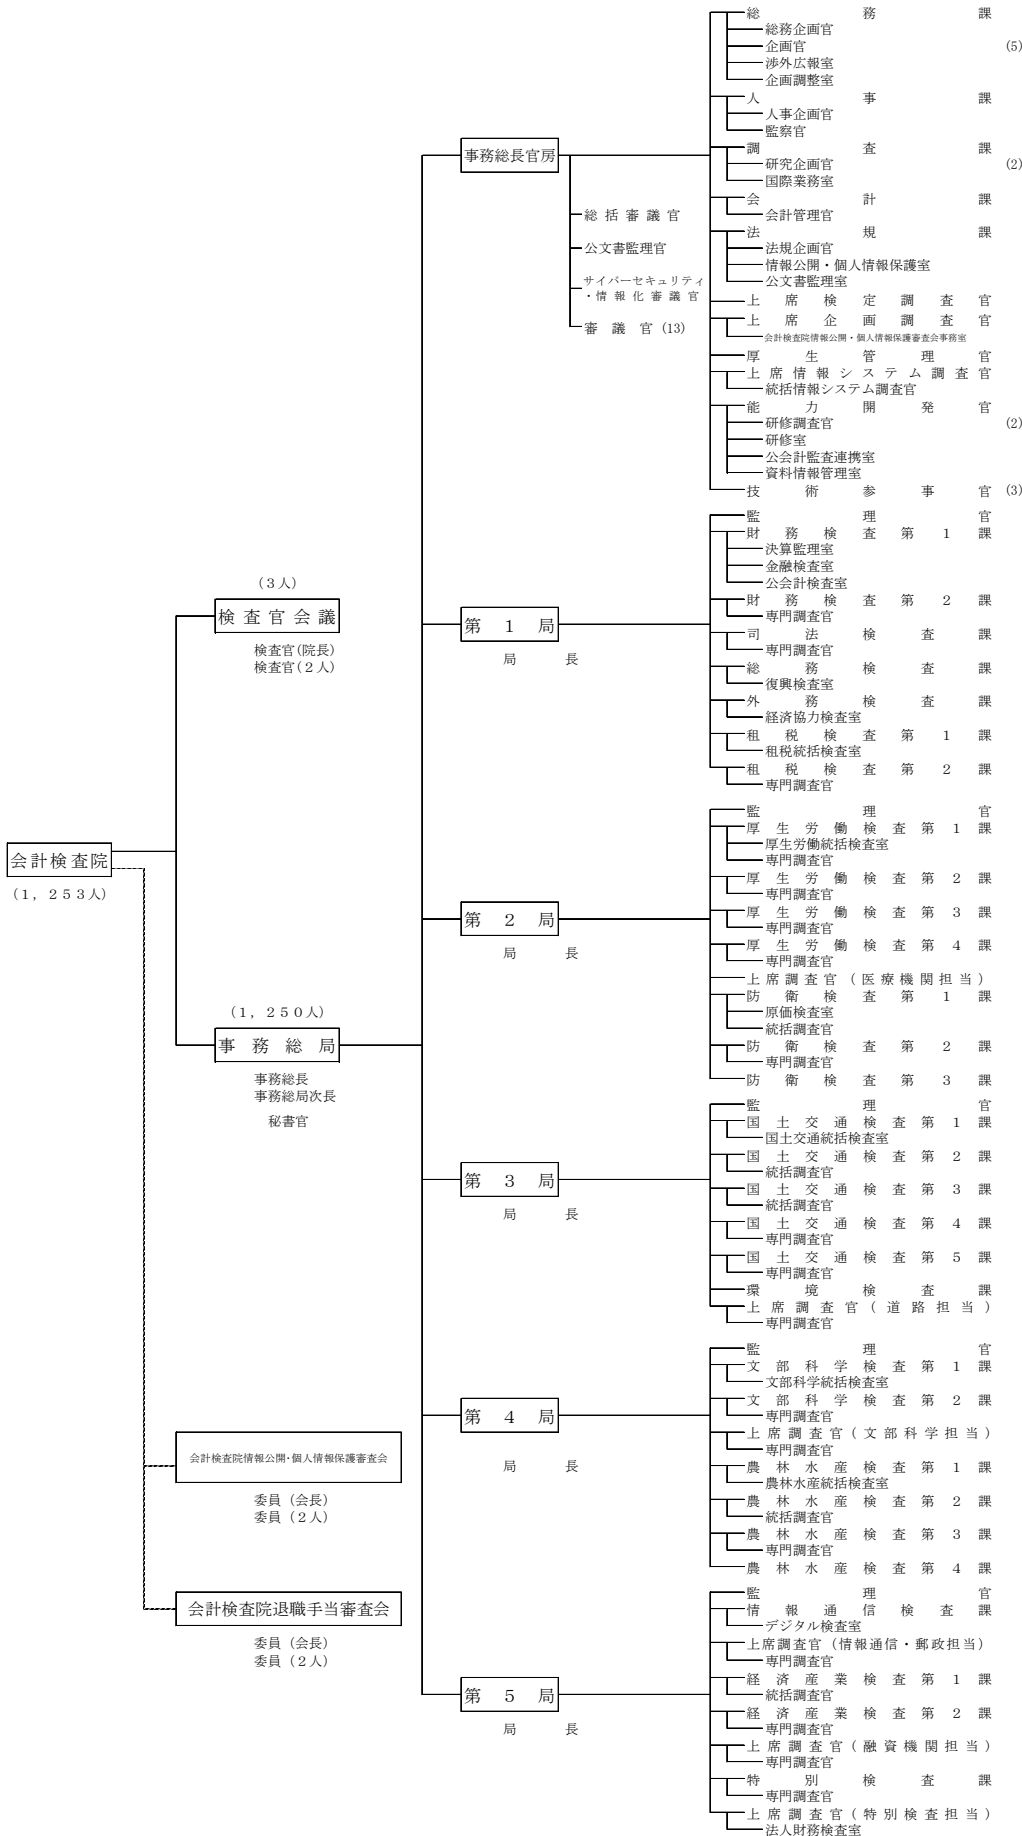 会計検査院
(1，253人)
(3人)
検査官会議
検査官(院長)
検査官(2人)
(1，250人)
事務総局
事務総長
事務総局次長
秘書官
会計検査院情報公開・個人情報保護審査会
委員(会長)
委員(2人)
会計検査院退職手当審査会
委員(会長)
委員(2人)
事務総長官房
総括審議官
公文書監理官
サイバーセキュリティ
・情報化審議官
審議官(13)
総務課
総務企画官
企画官 (5)
渉外広報室
企画調整室
人事課
人事企画官
監察官
調査課
研究企画官 (2)
国際業務室
会計課
会計管理官
法規課
法規企画官
情報公開・個人情報保護室
公文書監理室
上席検定調査官
上席企画調査官
会計検査院情報公開・個人情報保護審査会事務室
厚生管理官
上席情報システム調査官
統括情報システム調査官
能力開発官
研修調査官 (2)
研修室
公会計監査連携室
資料情報管理室
技術参事官 (3)
第1局
局長
監理官
財務検査第1課
決算監理室
金融検査室
公会計検査室
財務検査第2課
専門調査官
司法検査課
専門調査官
総務検査課
復興検査室
外務検査課
経済協力検査室
租税検査第1課
租税統括検査室
租税検査第2課
専門調査官
第2局
局長
監理官
厚生労働検査第1課
厚生労働統括検査室
専門調査官
厚生労働検査第2課
専門調査官
厚生労働検査第3課
専門調査官
厚生労働検査第4課
専門調査官
上席調査官(医療機関担当)
防衛検査第1課
原価検査室
統括調査官
防衛検査第2課
専門調査官
防衛検査第3課
第3局
局長
監理官
国土交通検査第1課
国土交通統括検査室
国土交通検査第2課
統括調査官
国土交通検査第3課
統括調査官
国土交通検査第4課
専門調査官
国土交通検査第5課
専門調査官
環境検査課
上席調査官(道路担当)
専門調査官
第4局
局長
監理官
文部科学検査第1課
文部科学統括検査室
文部科学検査第2課
専門調査官
上席調査官(文部科学担当)
専門調査官
農林水産検査第1課
農林水産統括検査室
農林水産検査第2課
統括調査官
農林水産検査第3課
専門調査官
農林水産検査第4課
第5局
局長
監理官
情報通信検査課
デジタル検査室
上席調査官(情報通信・郵政担当)
専門調査官
経済産業検査第1課
統括調査官
経済産業検査第2課
専門調査官
上席調査官(融資機関担当)
専門調査官
特別検査課
専門調査官
上席調査官(特別検査担当)
法人財務検査室